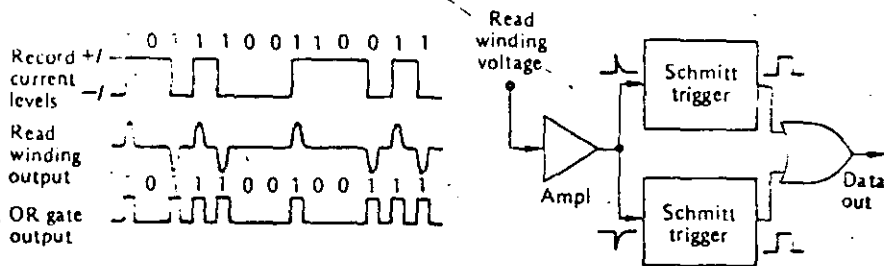 Read winding voltage
0 1 1 1 0 0 1 1 0 0 1 1
Record +/
current
levels −/
Schmitt
trigger
Read
winding
output
Ampl
Data
out
0 1 1 1 0 0 1 0 0 1 1 1
OR gate
output
Schmitt
trigger